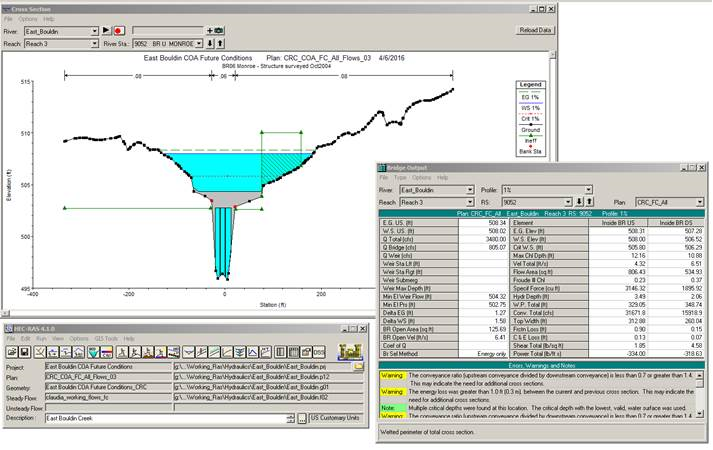 Cross Section
File Options Help
River: East_Bouldin Reload Data
Reach: Reach 3 River Sta.: 9052 BR U MONROE
East Bouldin COA Future Conditions Plan: CRC_COA_FC_All_Flows_03 4/6/2016
BR06 Monroe - Structure surveyed Oct2004
.08 .06 .08
Legend
EG 1%
WS 1%
Crit 1%
Ground
Ineff
Bank Sta
515
510
505
500
495
Elevation (ft)
-400 -200 0 200
Station (ft)
Bridge Output
File Type Options Help
River: East_Bouldin Profile: 1%
Reach Reach 3 RS: 9052 Plan: CRC_FC_All
Plan: CRC_FC_All East_Bouldin Reach 3 RS: 9052 Profile: 1%
E.G. US. (ft) 508.34 Element Inside BR US Inside BR DS
W.S. US. (ft) 508.02 E.G. Elev (ft) 508.31 507.28
Q Total (cfs) 3480.00 W.S. Elev (ft) 508.00 506.52
Q Bridge (cfs) 805.07 Crit W.S. (ft) 505.80 506.29
Q Weir (cfs) Max Chl Dpth (ft) 12.16 10.88
Weir Sta Lft (ft) Vel Total (ft/s) 4.32 6.51
Weir Sta Rgt (ft) Flow Area (sq ft) 806.43 534.93
Weir Submerg Froude # Chl 0.23 0.37
Weir Max Depth (ft) Specif Force (cu ft) 3146.32 1895.92
Min El Weir Flow (ft) 504.32 Hydr Depth (ft) 3.49 2.06
Min El Prs (ft) 502.75 W.P. Total (ft) 329.05 348.74
Delta EG (ft) 1.27 Conv. Total (cfs) 31671.8 15918.9
Delta WS (ft) 1.58 Top Width (ft) 312.88 260.04
BR Open Area (sq ft) 125.69 Frctn Loss (ft) 0.90 0.15
BR Open Vel (ft/s) 6.41 C & E Loss (ft) 0.13 0.07
Coef of Q Shear Total (lb/sq ft) 1.85 4.58
Br Sel Method Energy only Power Total (lb/ft s) -334.00 -318.63
Errors, Warnings and Notes
Warning: The conveyance ratio (upstream conveyance divided by downstream conveyance) is less than 0.7 or greater than 1.4.
This may indicate the need for additional cross sections.
Warning: The energy loss was greater than 1.0 ft (0.3 m). between the current and previous cross section. This may indicate the
need for additional cross sections.
Note: Multiple critical depths were found at this location. The critical depth with the lowest, valid, water surface was used.
Warning: The conveyance ratio (upstream conveyance divided by downstream conveyance) is less than 0.7 or greater than 1.4.
Wetted perimeter of total cross section.
HEC-RAS 4.1.0
File Edit Run View Options GIS Tools Help
DSS
Project: East Bouldin COA Future Conditions g:\...\Working_Ras\Hydraulics\East_Bouldin\East_Bouldin.prj
Plan: CRC_COA_FC_All_Flows_03 g:\...\Working_Ras\Hydraulics\East_Bouldin\East_Bouldin.p12
Geometry: East Bouldin COA Future Conditions_CRC g:\...\Working_Ras\Hydraulics\East_Bouldin\East_Bouldin.g01
Steady Flow: claudia_working_flows_fc g:\...\Working_Ras\Hydraulics\East_Bouldin\East_Bouldin.f02
Unsteady Flow:
Description : East Bouldin Creek ... US Customary Units